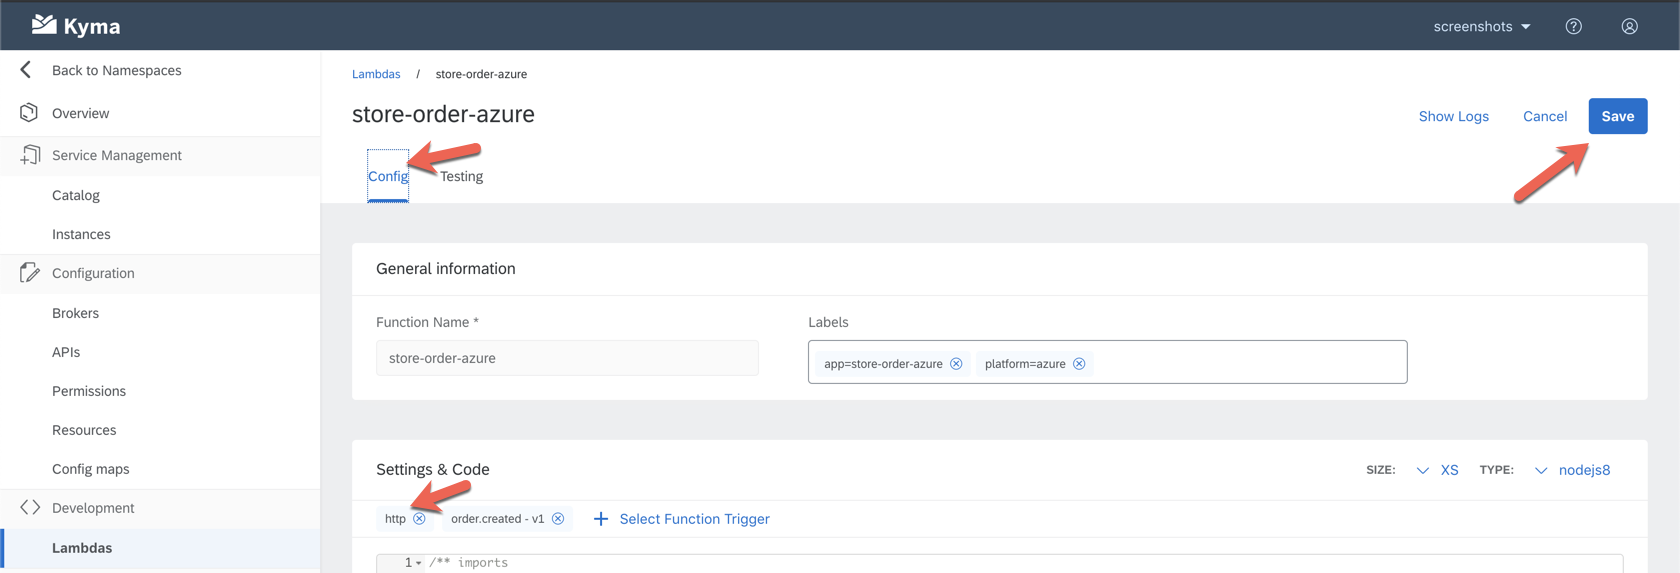 Kyma
screenshots
Back to Namespaces
Overview
Service Management
Catalog
Instances
Configuration
Brokers
APIs
Permissions
Resources
Config maps
Development
Lambdas
Lambdas / store-order-azure
store-order-azure
Show Logs Cancel Save
Config Testing
General information
Function Name * Labels
store-order-azure app=store-order-azure platform=azure
Settings & Code SIZE: XS TYPE: nodejs8
http order.created - v1 + Select Function Trigger
1 /** imports